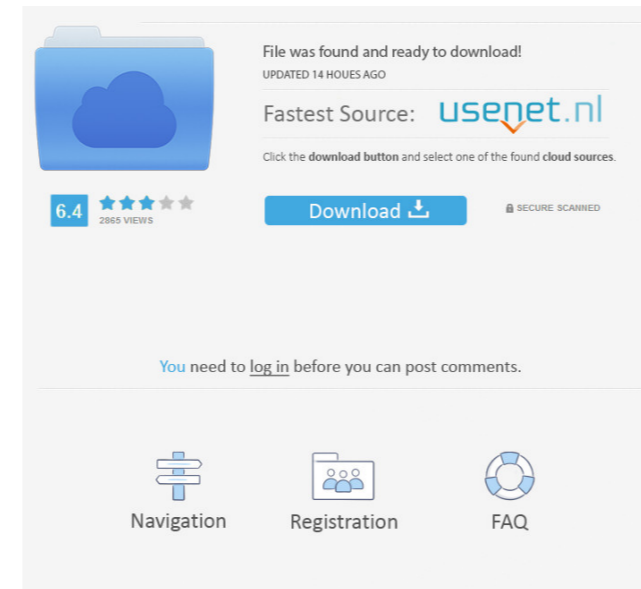 File was found and ready to download!
UPDATED 14 HOUES AGO
Fastest Source: usenet.nl
Click the download button and select one of the found cloud sources.
6.4
2865 VIEWS
Download
SECURE SCANNED
You need to log in before you can post comments.
Navigation
Registration
FAQ